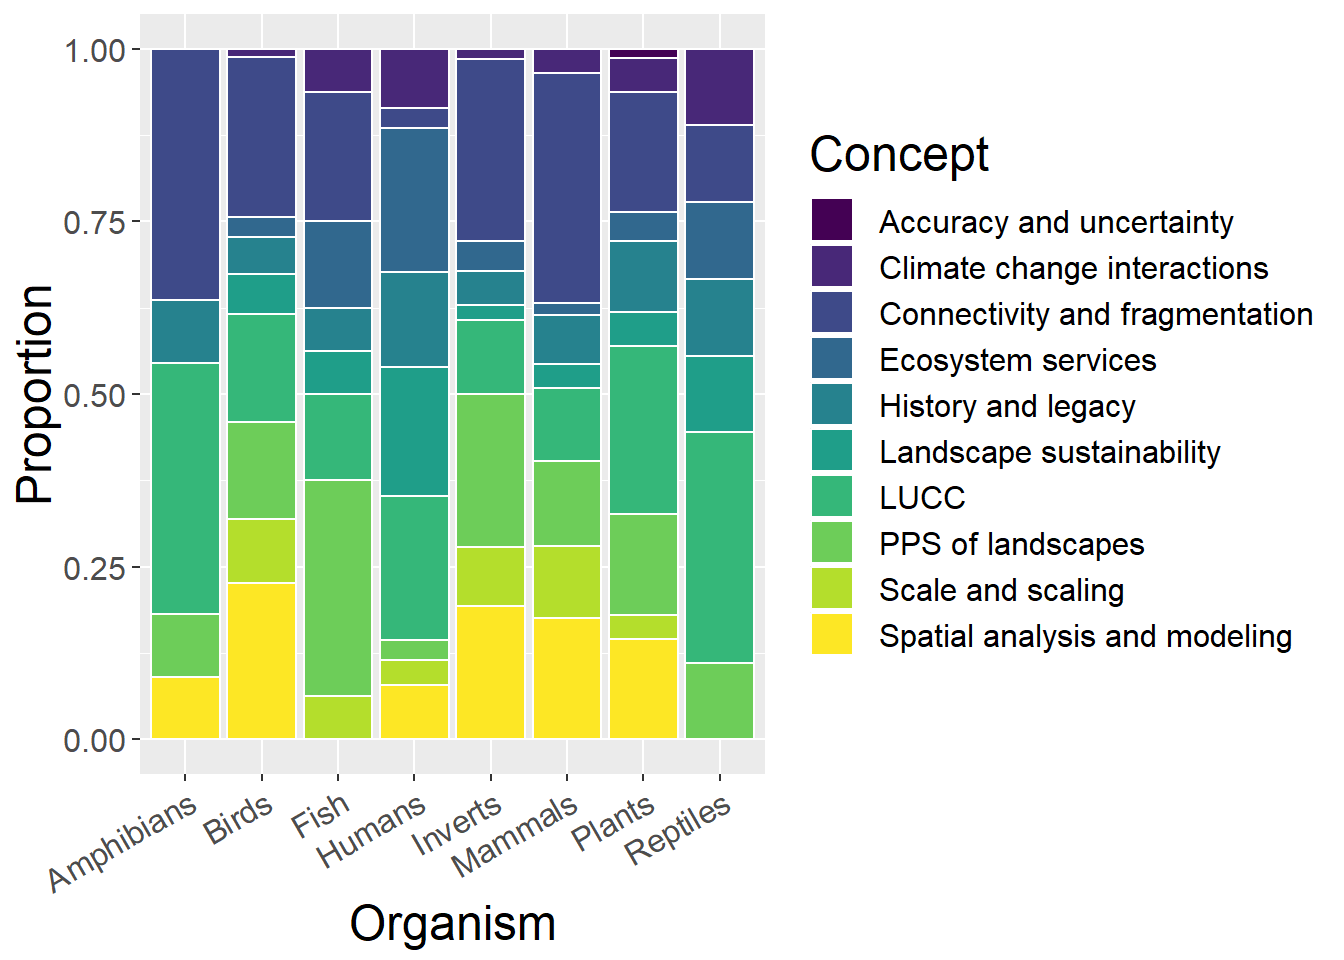 1.00
0.75
0.50
0.25
0.00
Proportion
Amphibians
Birds
Fish
Humans
Inverts
Mammals
Plants
Reptiles
Organism
Concept
Accuracy and uncertainty
Climate change interactions
Connectivity and fragmentation
Ecosystem services
History and legacy
Landscape sustainability
LUCC
PPS of landscapes
Scale and scaling
Spatial analysis and modeling